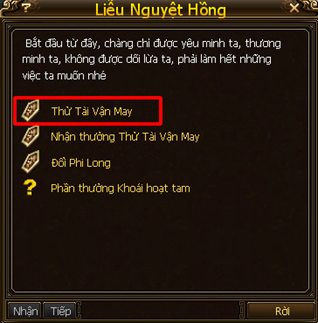 Liễu Nguyệt Hồng
Bắt đầu từ đây, chàng chỉ được yêu mình ta, thương
mình ta, không được dối lừa ta, phải làm hết những
việc ta muốn nhé
Thử Tài Vận May
Nhận thưởng Thử Tài Vận May
Đổi Phi Long
Phần thưởng Khoái hoạt tam
Nhận Tiếp Rời